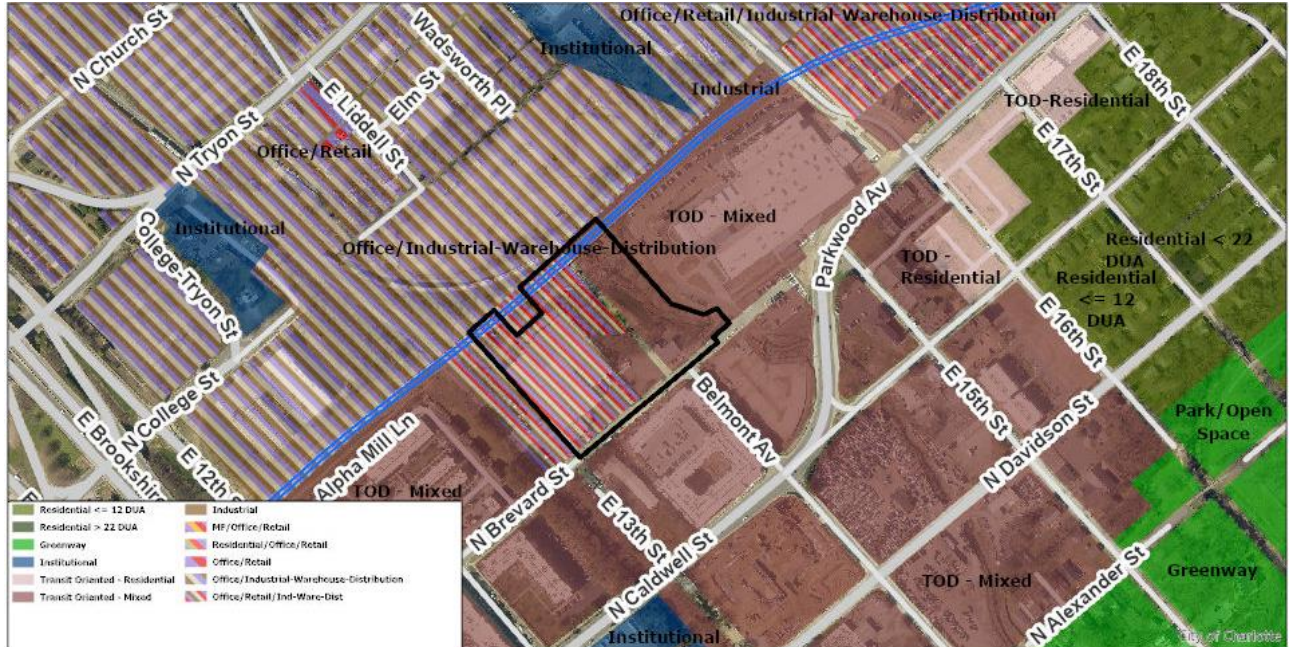 Office/Retail/Industrial-Warehouse-Distribution
N Church St
Wadsworth Pl
Institutional
E 18th St
Elm St
E Liddell St
Industrial
N Tryon St
TOD-Residential
E 17th St
Office/Retail
Parkwood Av
College-Tryon St
Institutional
TOD - Mixed
Office/Industrial-Warehouse-Distribution
TOD -
Residential
Residential < 22
DUA
Residential
<= 12
DUA
E 16th St
N College St
Belmont Av
E 15th St
N Davidson St
Park/Open
Space
E Brookshire
E 12th S
Alpha Mill Ln
TOD - Mixed
N Brevard St
E 13th St
N Caldwell St
TOD - Mixed
N Alexander St
Greenway
Institutional
Residential <= 12 DUA
Residential > 22 DUA
Greenway
Institutional
Transit Oriented - Residential
Transit Oriented - Mixed
Industrial
MF/Office/Retail
Residential/Office/Retail
Office/Retail
Office/Industrial-Warehouse-Distribution
Office/Retail/Ind-Ware-Dist
City of Charlotte